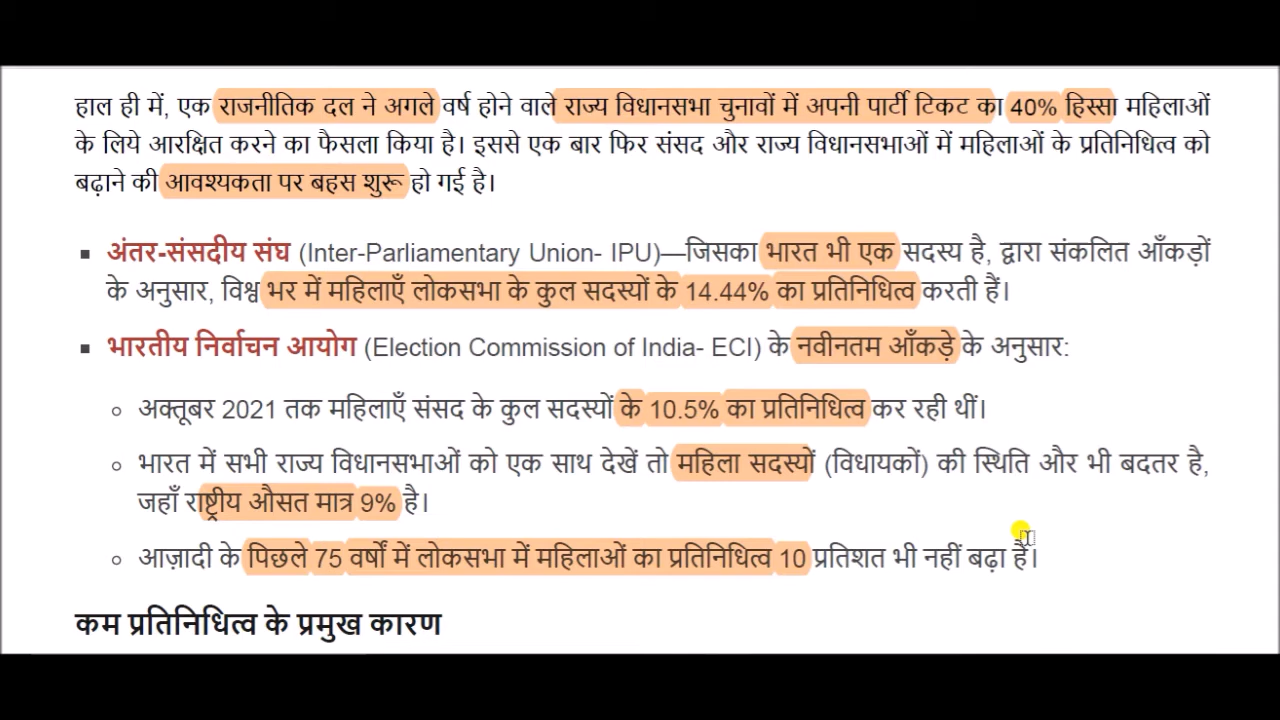 हाल ही में, एक राजनीतिक दल ने अगले वर्ष होने वाले राज्य विधानसभा चुनावों में अपनी पार्टी टिकट का 40% हिस्सा महिलाओं
के लिये आरक्षित करने का फैसला किया है। इससे एक बार फिर संसद और राज्य विधानसभाओं में महिलाओं के प्रतिनिधित्व को
बढ़ाने की आवश्यकता पर बहस शुरू हो गई है।
▪ अंतर-संसदीय संघ (Inter-Parliamentary Union- IPU)—जिसका भारत भी एक सदस्य है, द्वारा संकलित आँकड़ों
के अनुसार, विश्व भर में महिलाएँ लोकसभा के कुल सदस्यों के 14.44% का प्रतिनिधित्व करती हैं।
▪ भारतीय निर्वाचन आयोग (Election Commission of India- ECI) के नवीनतम आँकड़े के अनुसार:
○ अक्तूबर 2021 तक महिलाएँ संसद के कुल सदस्यों के 10.5% का प्रतिनिधित्व कर रही थीं।
○ भारत में सभी राज्य विधानसभाओं को एक साथ देखें तो महिला सदस्यों (विधायकों) की स्थिति और भी बदतर है,
जहाँ राष्ट्रीय औसत मात्र 9% है।
○ आज़ादी के पिछले 75 वर्षों में लोकसभा में महिलाओं का प्रतिनिधित्व 10 प्रतिशत भी नहीं बढ़ा है।
कम प्रतिनिधित्व के प्रमुख कारण